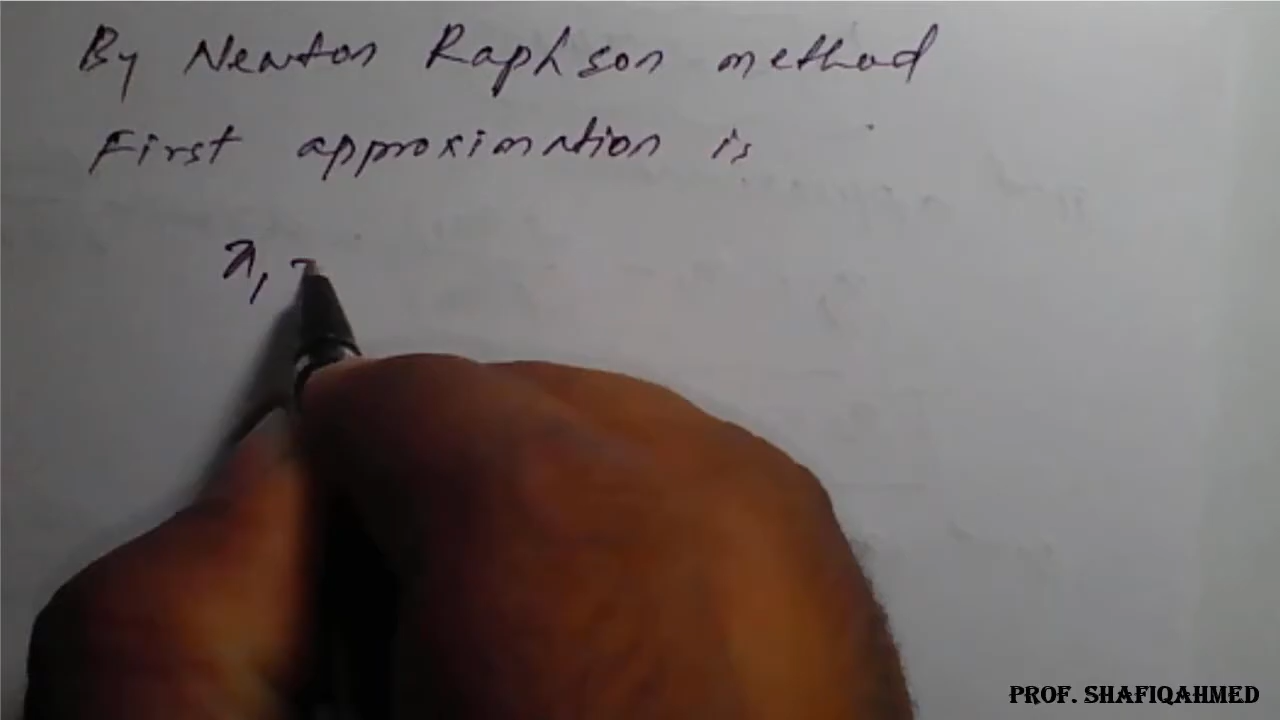 By Newton Raphson method
First approximation is
x₁ =
PROF. SHAFIQAHMED